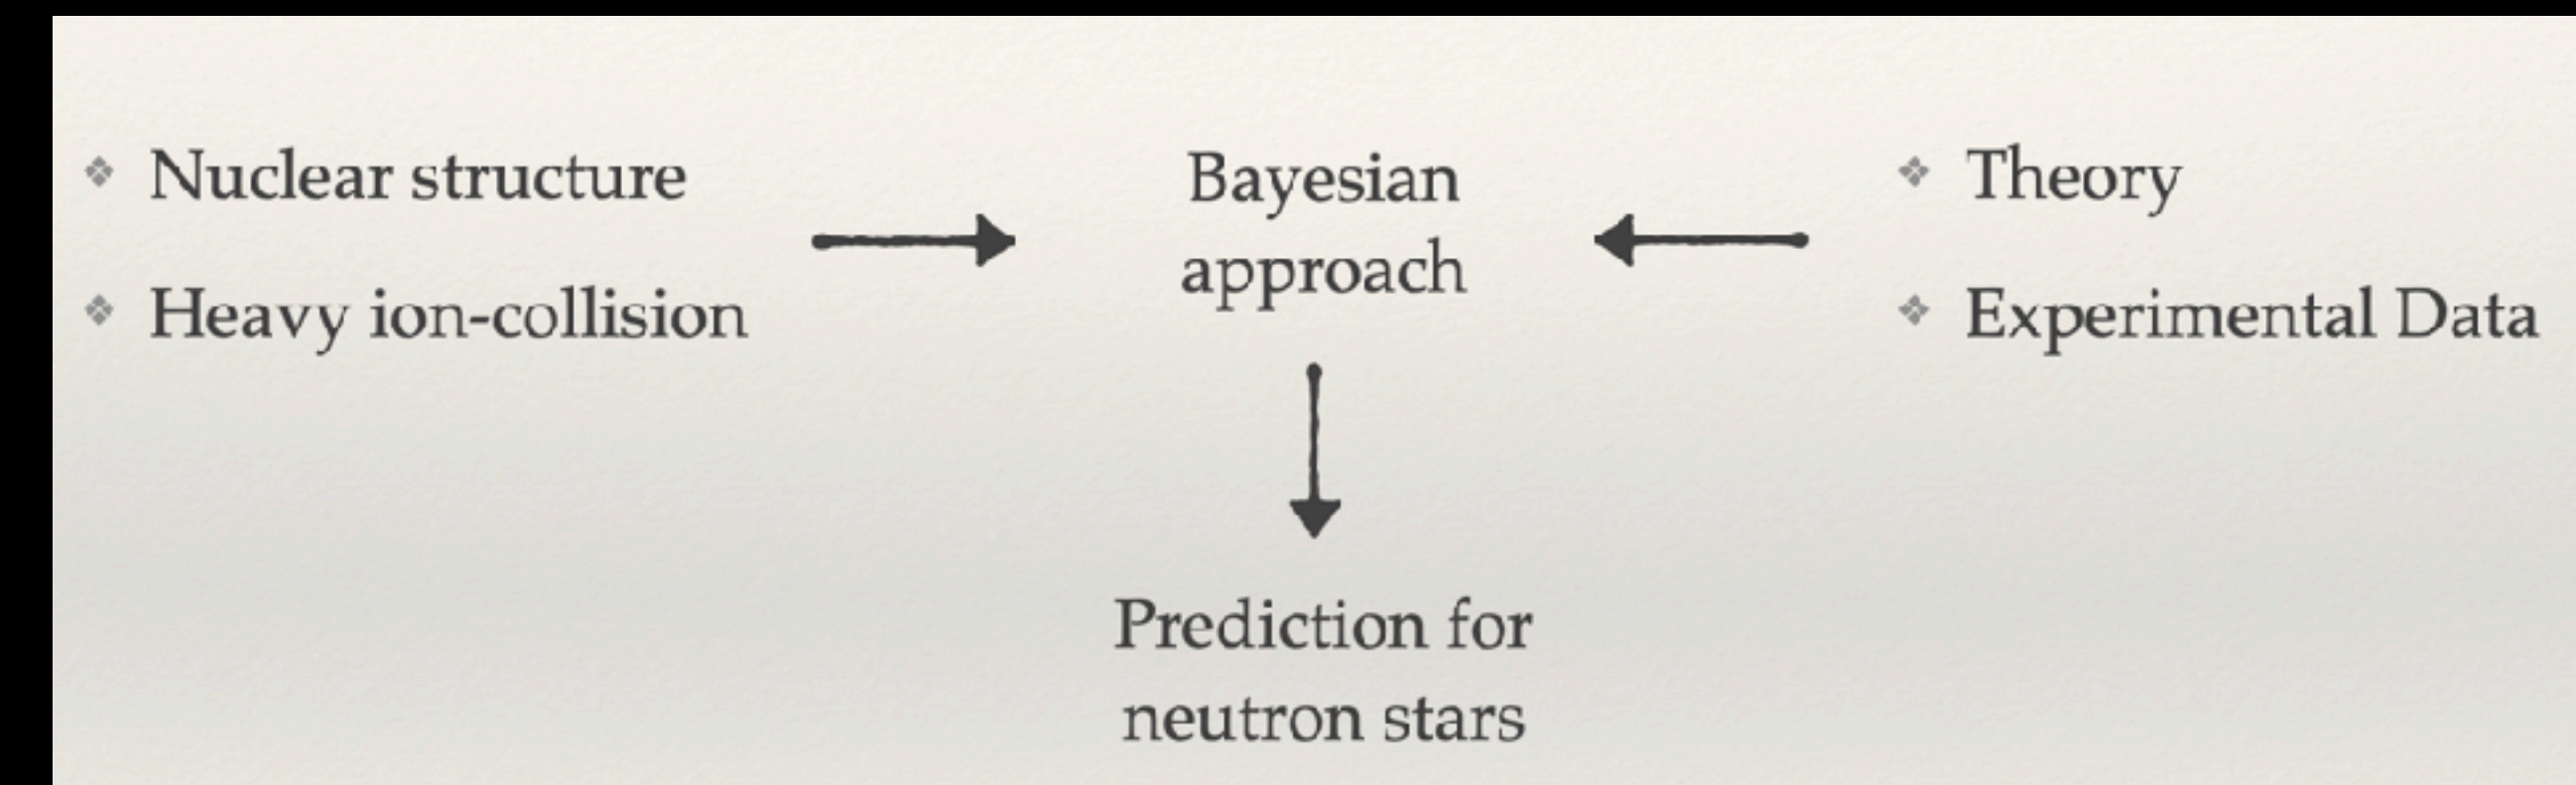 Nuclear structure
Heavy ion-collision
Bayesian
approach
Theory
Experimental Data
Prediction for
neutron stars